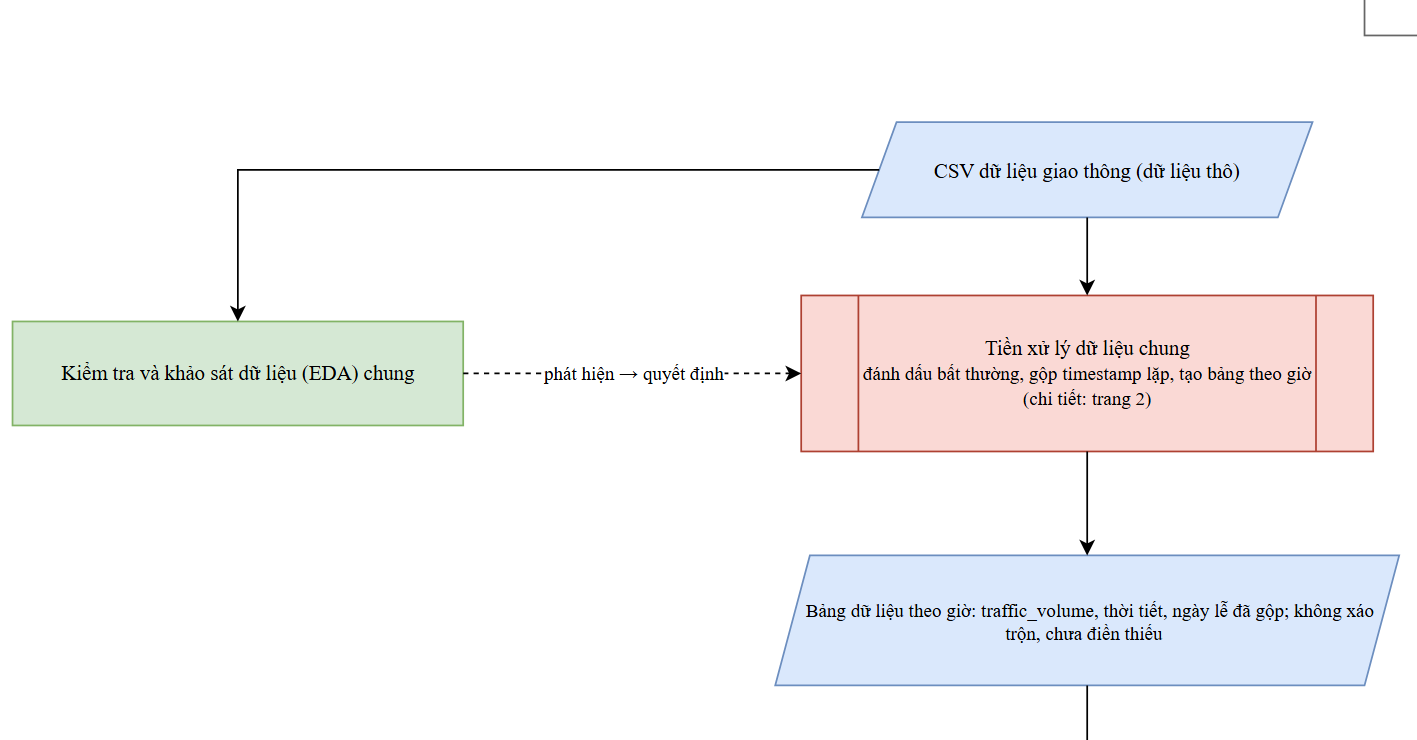 CSV dữ liệu giao thông (dữ liệu thô)
Kiểm tra và khảo sát dữ liệu (EDA) chung
phát hiện → quyết định
Tiền xử lý dữ liệu chung
đánh dấu bất thường, gộp timestamp lặp, tạo bảng theo giờ
(chi tiết: trang 2)
Bảng dữ liệu theo giờ: traffic_volume, thời tiết, ngày lễ đã gộp; không xáo
trộn, chưa điền thiếu